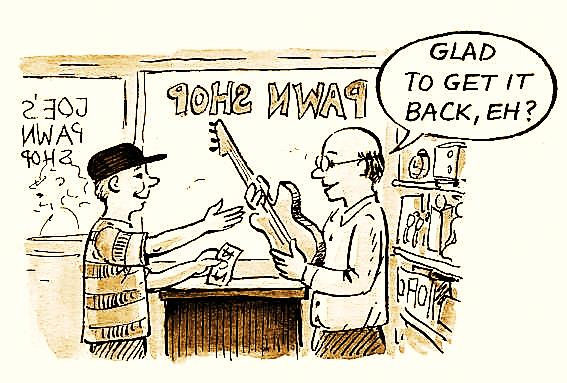 GLAD
TO GET IT
BACK, EH?
PAWN SHOP
JOE'S
PAWN
SHOP